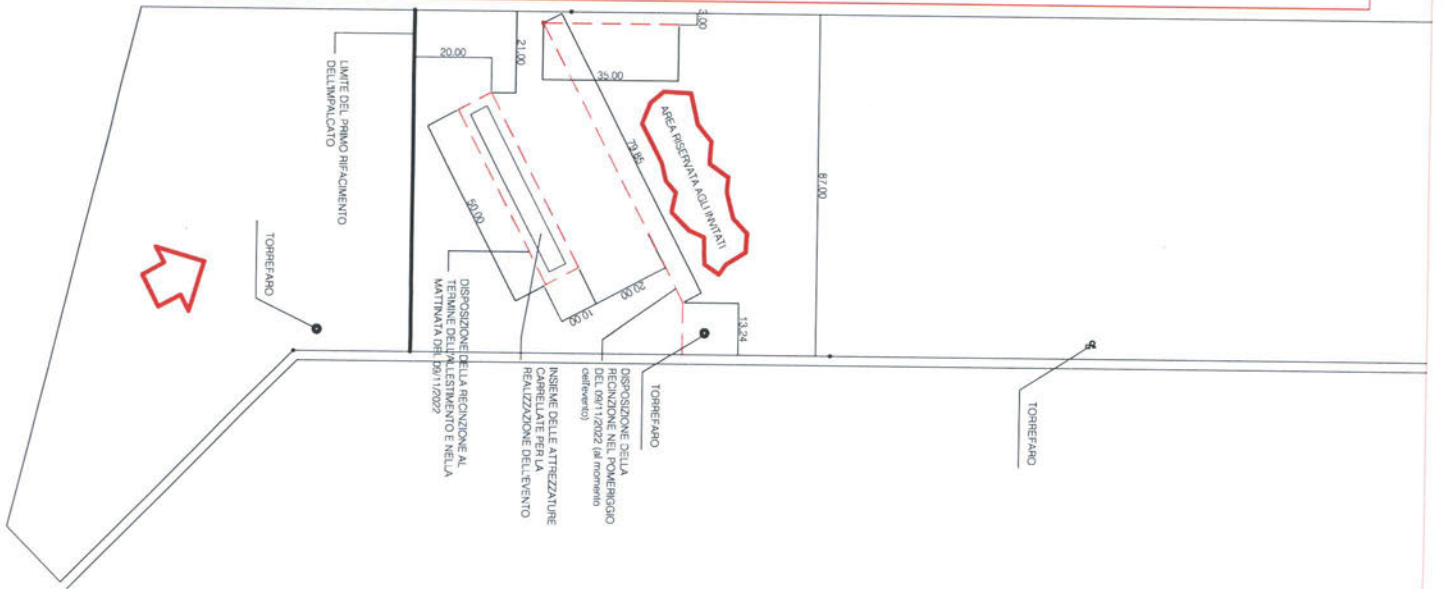 3.00
87.00
21.00
20.00
35.00
AREA RISERVATA AGLI INVITATI
79.85
50.00
20.00
10.00
13.24
LIMITE DEL PRIMO RIFACIMENTO
DELL'IMPALCATO
TORREFARO
DISPOSIZIONE DELLA RECINZIONE AL
TERMINE DELL'ALLESTIMENTO E NELLA
MATTINATA DEL 09/11/2022
INSIEME DELLE ATTREZZATURE
CARRELLATE PER LA
REALIZZAZIONE DELL'EVENTO
DISPOSIZIONE DELLA
RECINZIONE NEL POMERIGGIO
DEL 09/11/2022 (al momento
dell'evento)
TORREFARO
TORREFARO